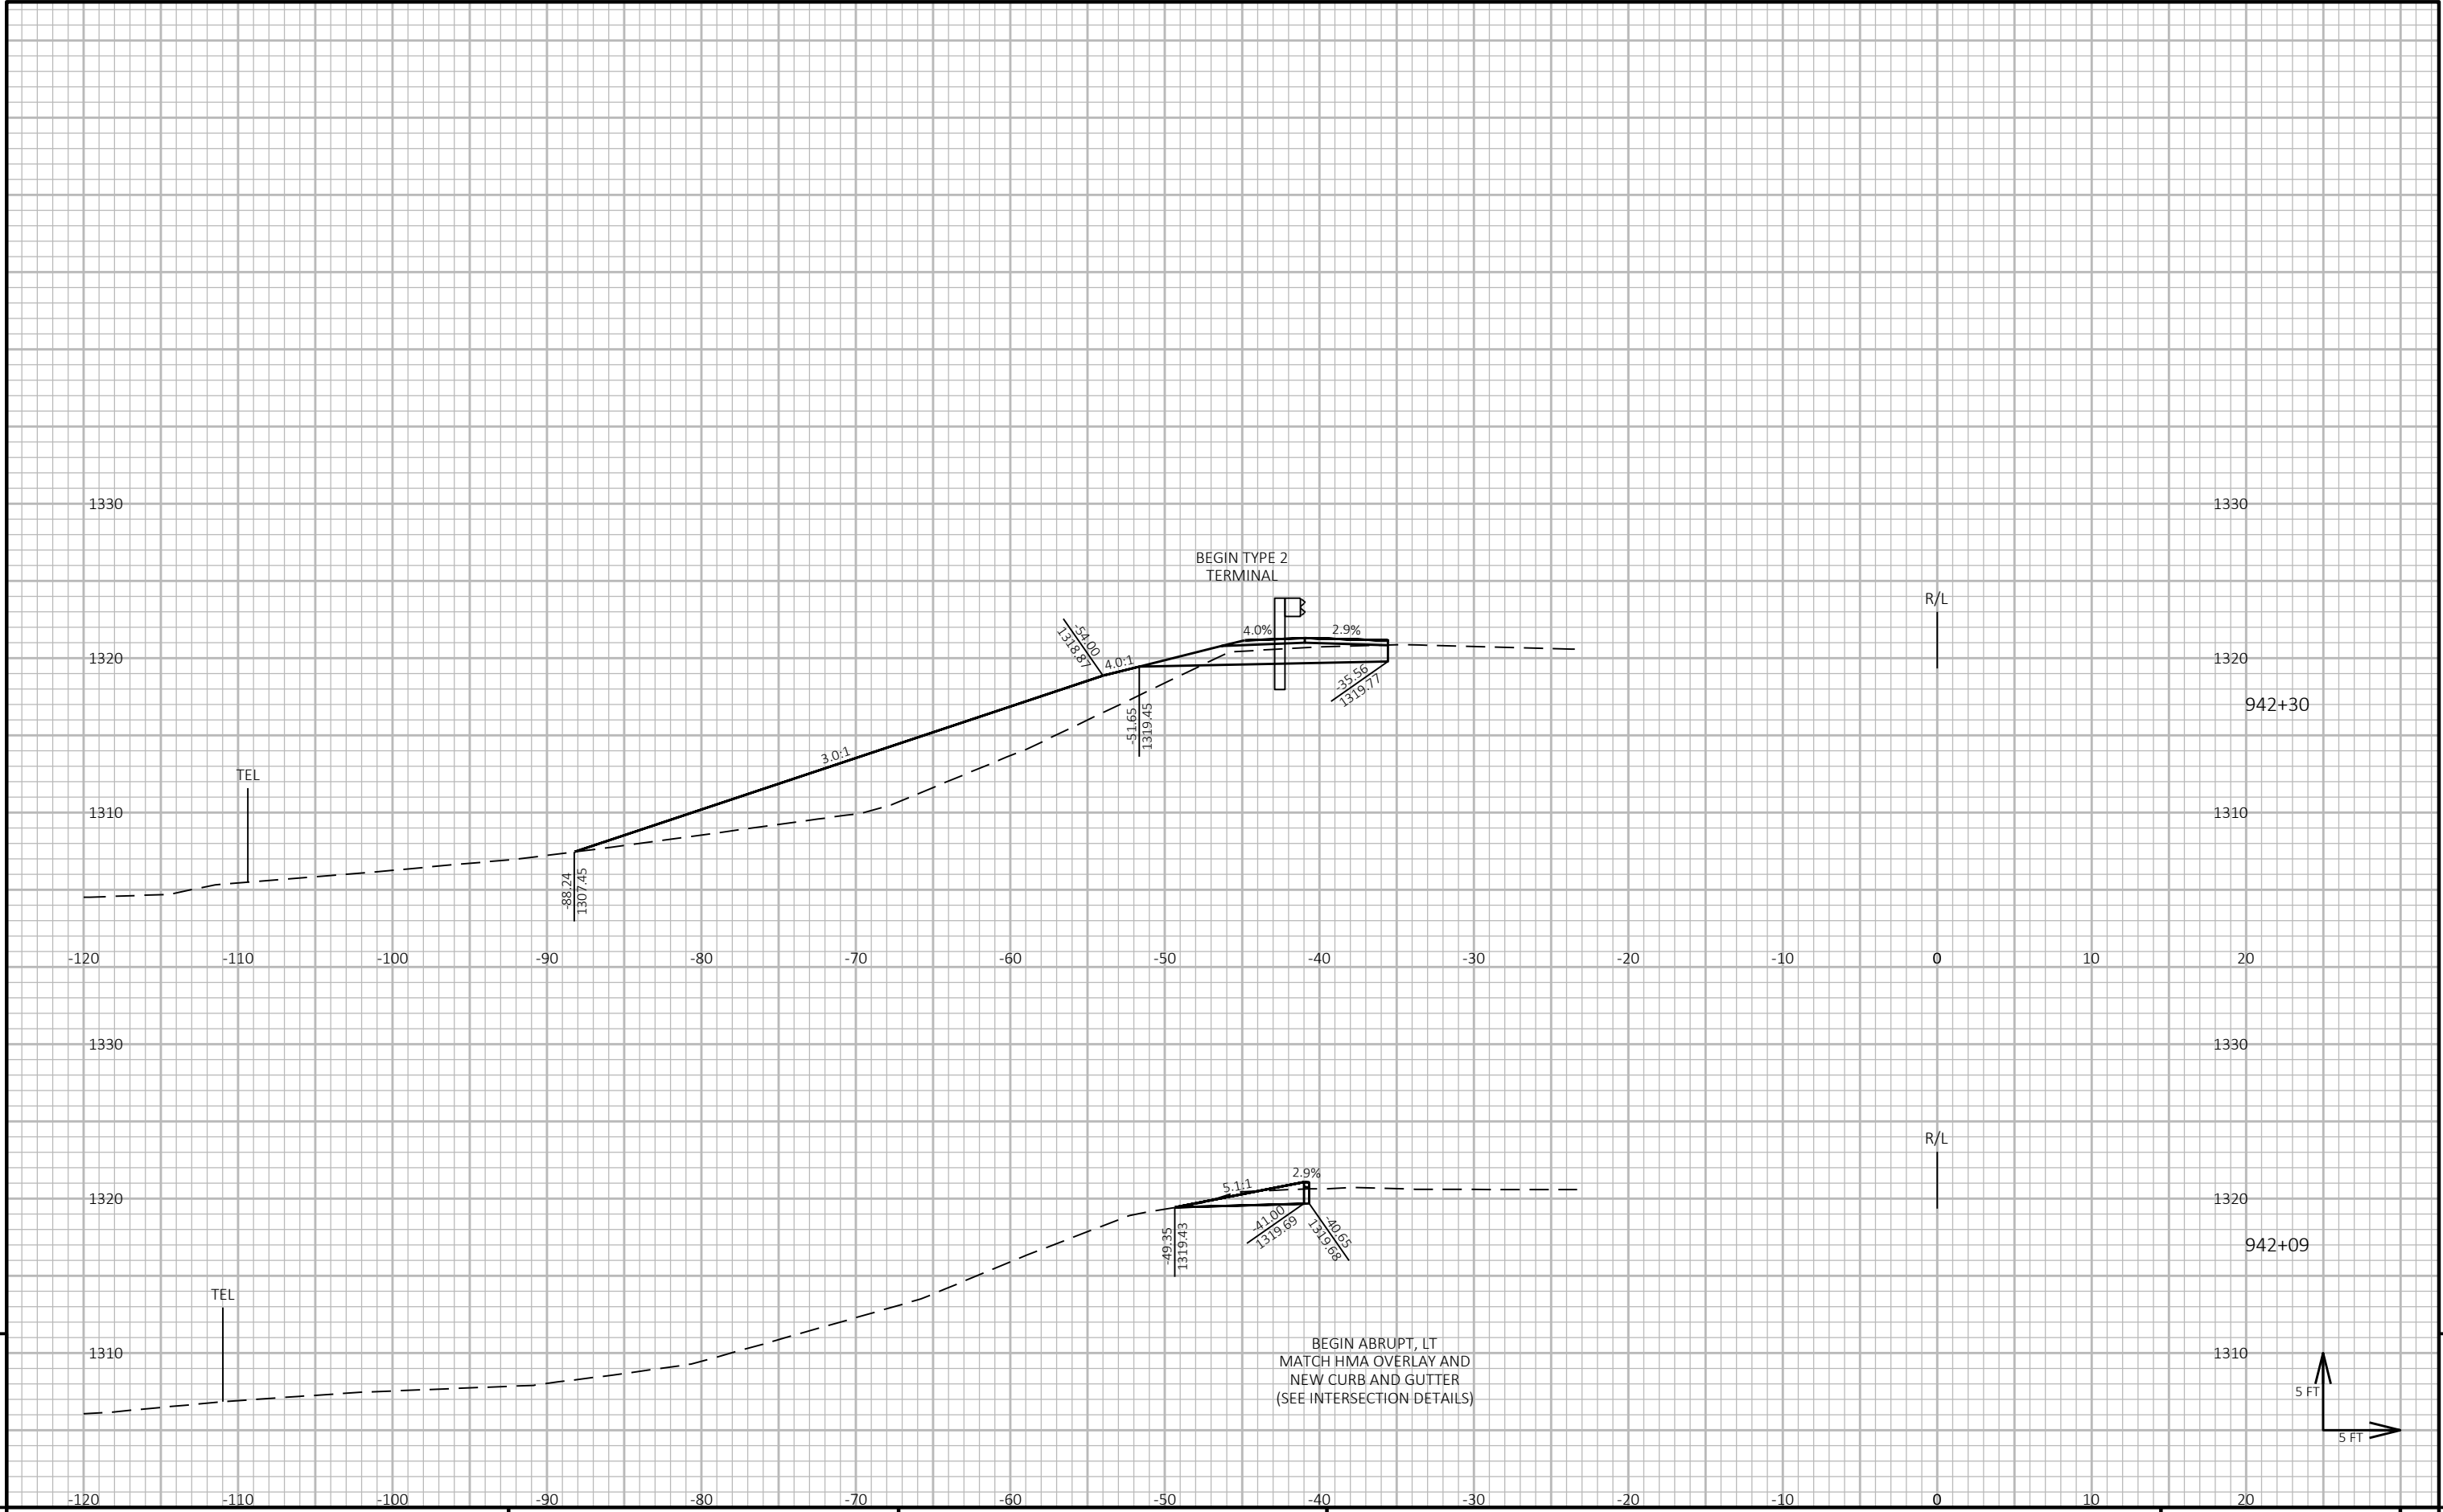 1330 1330
BEGIN TYPE 2
TERMINAL
R/L
4.0% 2.9%
-54.00
1318.87
4.0:1
1320 1320
-35.56
1319.77
942+30
-51.65
1319.45
3.0:1
TEL
1310 1310
-88.24
1307.45
-120 -110 -100 -90 -80 -70 -60 -50 -40 -30 -20 -10 0 10 20
1330 1330
R/L
2.9%
5.1:1
1320 1320
-41.00
1319.69
-40.65
1319.68
-49.35
1319.43
942+09
TEL
BEGIN ABRUPT, LT
MATCH HMA OVERLAY AND
NEW CURB AND GUTTER
(SEE INTERSECTION DETAILS)
1310 1310
5 FT
5 FT
-120 -110 -100 -90 -80 -70 -60 -50 -40 -30 -20 -10 0 10 20